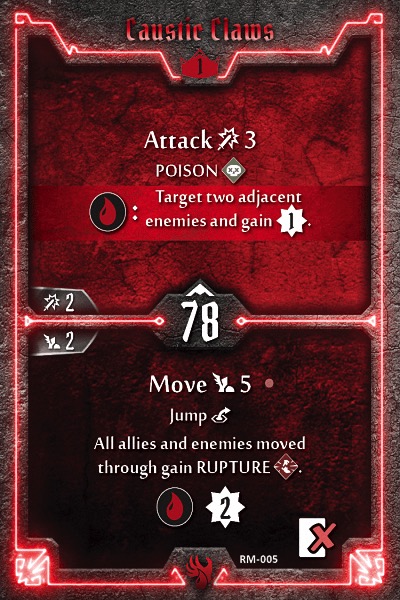 Caustic Claws
1
Attack 3
POISON
: Target two adjacent
enemies and gain 1.
2
78
2
Move 5
Jump
All allies and enemies moved
through gain RUPTURE.
2
RM-005